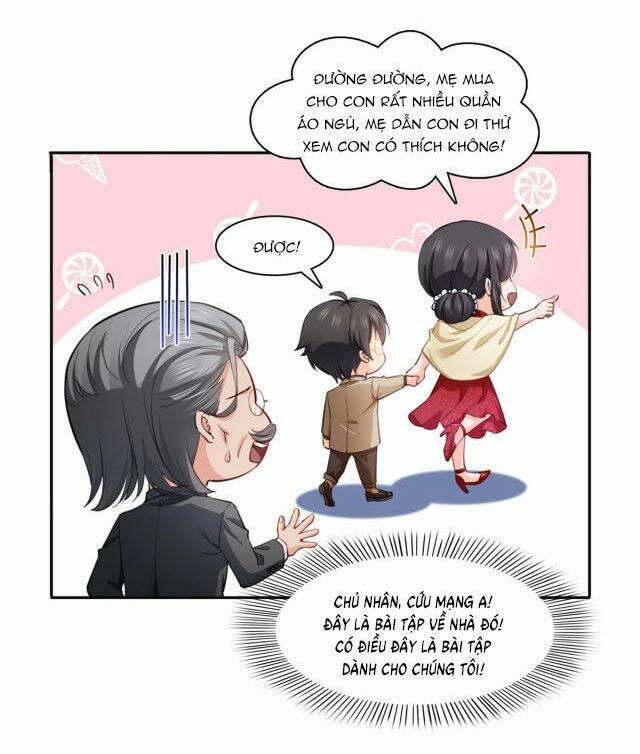 ĐƯỜNG ĐƯỜNG, MẸ MUA
CHO CON RẤT NHIỀU QUẦN
ÁO NGỦ, MẸ DẪN CON ĐI THỬ
XEM CON CÓ THÍCH KHÔNG!
ĐƯỢC!
CHỦ NHÂN, CỨU MẠNG A!
ĐÂY LÀ BÀI TẬP VỀ NHÀ ĐÓ!
CÓ ĐIỀU ĐÂY LÀ BÀI TẬP
DÀNH CHO CHÚNG TÔI!